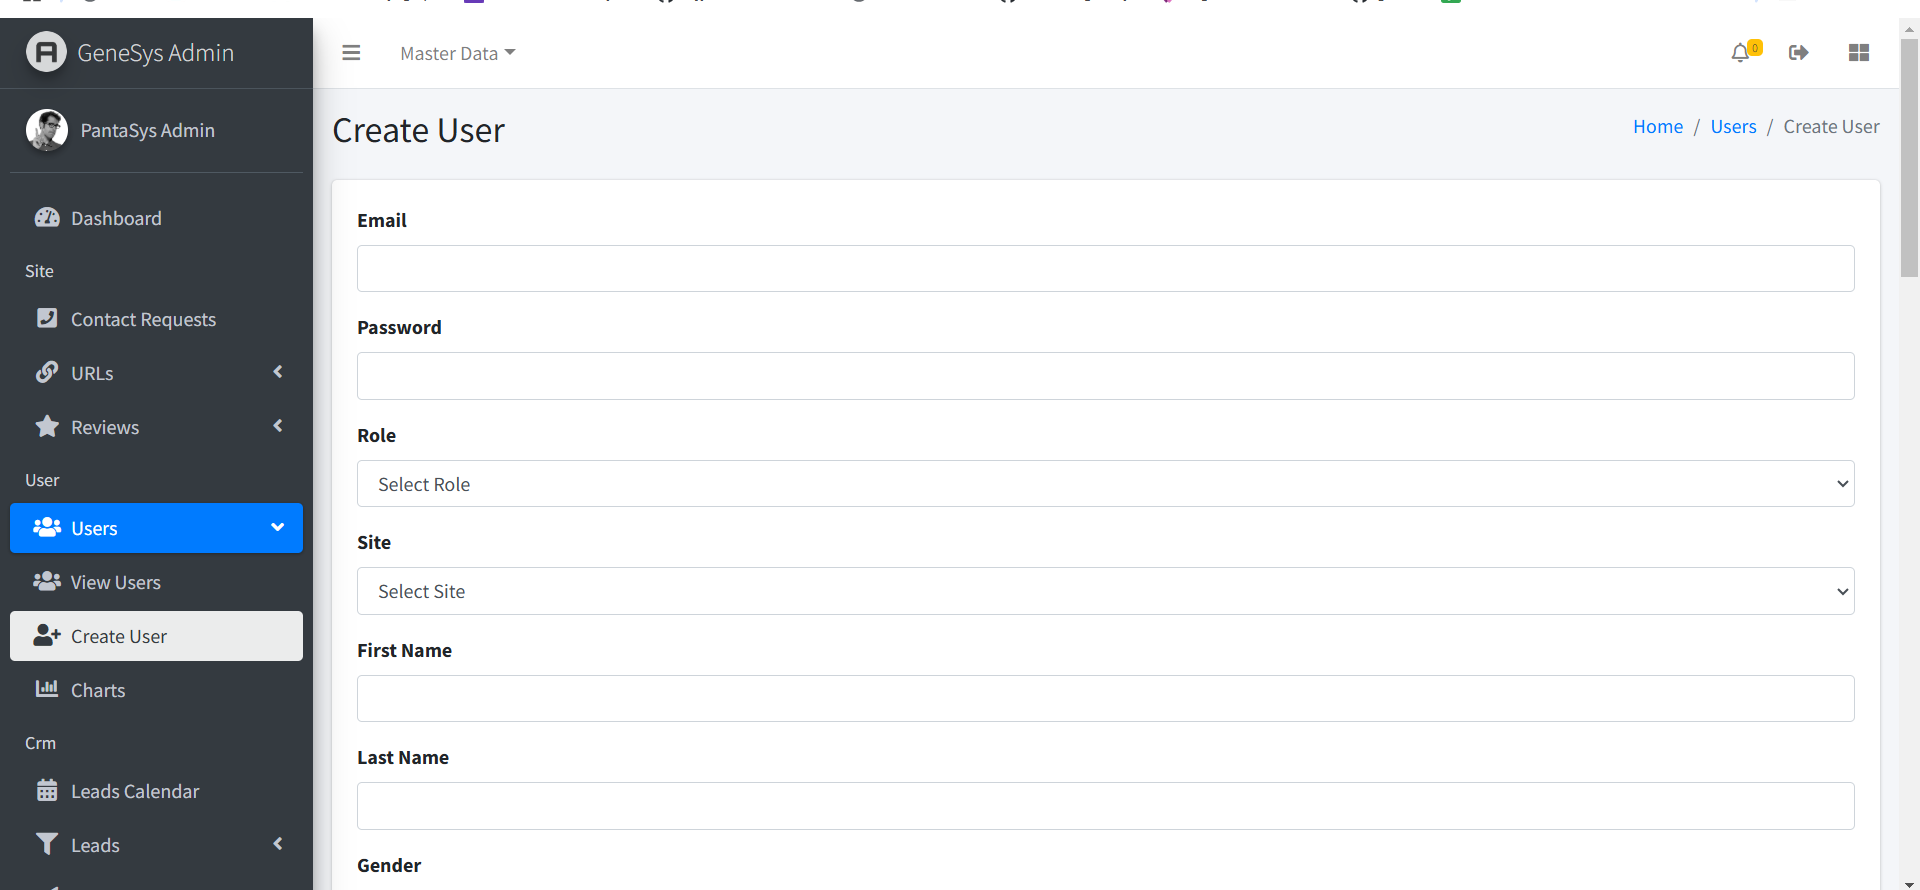 GeneSys Admin
Master Data
0
PantaSys Admin
Create User
Home / Users / Create User
Dashboard
Site
Contact Requests
URLs
Reviews
User
Users
View Users
Create User
Charts
Crm
Leads Calendar
Leads
Email
Password
Role
Select Role
Site
Select Site
First Name
Last Name
Gender